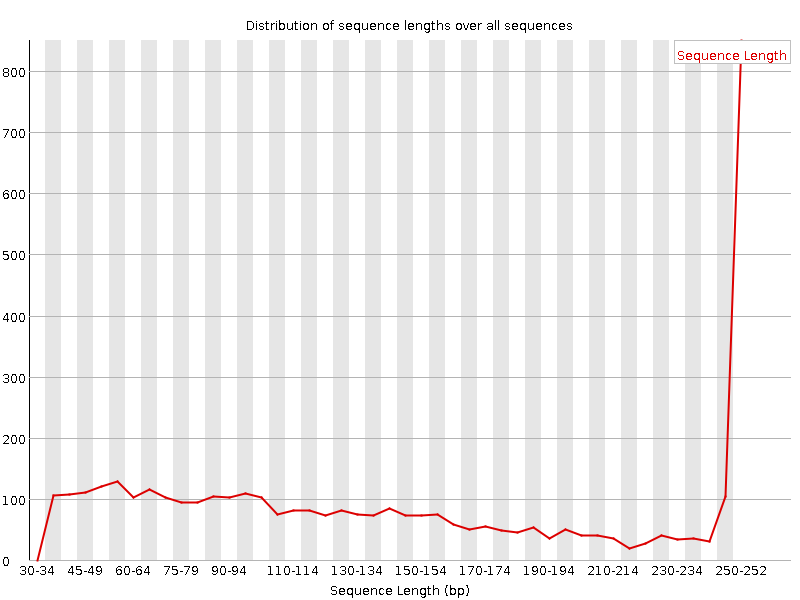 Distribution of sequence lengths over all sequences
Sequence Length
800
700
600
500
400
300
200
100
0
30-34 45-49 60-64 75-79 90-94 110-114 130-134 150-154 170-174 190-194 210-214 230-234 250-252
Sequence Length (bp)